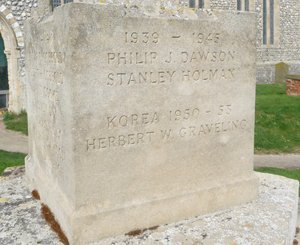 1939 - 1945
PHILIP J DAWSON
STANLEY HOLMAN
KOREA 1950 - 53
HERBERT W. GRAVELING